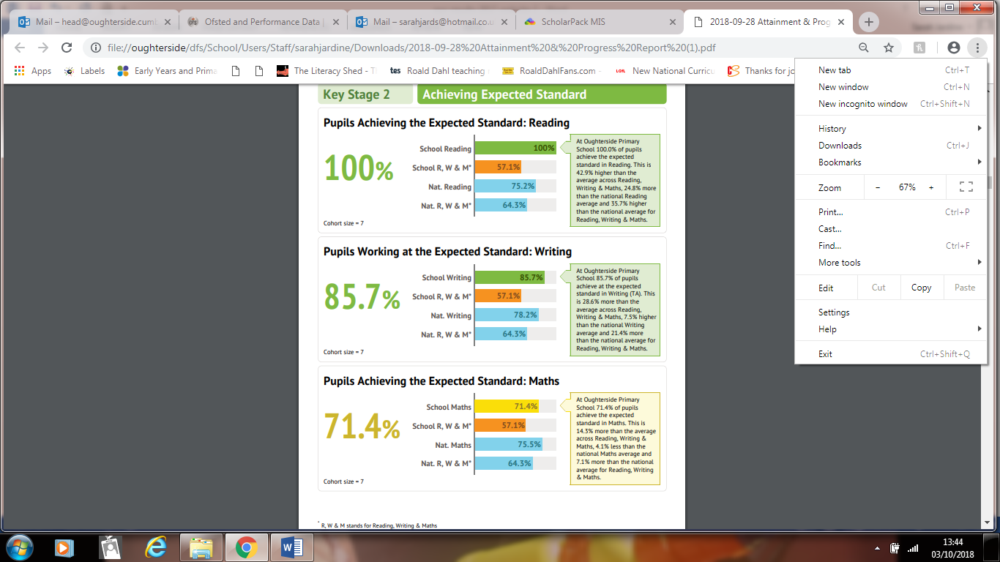 Mail – head@oughterside.cumb
Ofsted and Performance Data |
Mail – sarahjards@hotmail.co.u
ScholarPack MIS
2018-09-28 Attainment & Prog
file://oughterside/dfs/School/Users/Staff/sarahjardine/Downloads/2018-09-28%20Attainment%20&%20Progress%20Report%20(1).pdf
Apps
Labels
Early Years and Prima
The Literacy Shed - T
tes
Roald Dahl teaching r
RoaldDahlFans.com –
LGFL
New National Curricu
Thanks for jo
New tab Ctrl+T
New window Ctrl+N
New incognito window Ctrl+Shift+N
History
Downloads Ctrl+J
Bookmarks
Zoom – 67% +
Print... Ctrl+P
Cast...
Find... Ctrl+F
More tools
Edit Cut Copy Paste
Settings
Help
Exit Ctrl+Shift+Q
Key Stage 2
Achieving Expected Standard
Pupils Achieving the Expected Standard: Reading
100%
School Reading 100%
School R, W & M* 57.1%
Nat. Reading 75.2%
Nat. R, W & M* 64.3%
Cohort size = 7
At Oughterside Primary
School 100.0% of pupils
achieve the expected
standard in Reading. This is
42.9% higher than the
average across Reading,
Writing & Maths, 24.8% more
than the national Reading
average and 35.7% higher
than the national average for
Reading, Writing & Maths.
Pupils Working at the Expected Standard: Writing
85.7%
School Writing 85.7%
School R, W & M* 57.1%
Nat. Writing 78.2%
Nat. R, W & M* 64.3%
Cohort size = 7
At Oughterside Primary
School 85.7% of pupils
achieve at the expected
standard in Writing (TA). This
is 28.6% more than the
average across Reading,
Writing & Maths, 7.5% higher
than the national Writing
average and 21.4% more
than the national average for
Reading, Writing & Maths.
Pupils Achieving the Expected Standard: Maths
71.4%
School Maths 71.4%
School R, W & M* 57.1%
Nat. Maths 75.5%
Nat. R, W & M* 64.3%
Cohort size = 7
At Oughterside Primary
School 71.4% of pupils
achieve the expected
standard in Maths. This is
14.3% more than the average
across Reading, Writing &
Maths, 4.1% less than the
national Maths average and
7.1% more than the national
average for Reading, Writing
& Maths.
* R, W & M stands for Reading, Writing & Maths
13:44
03/10/2018